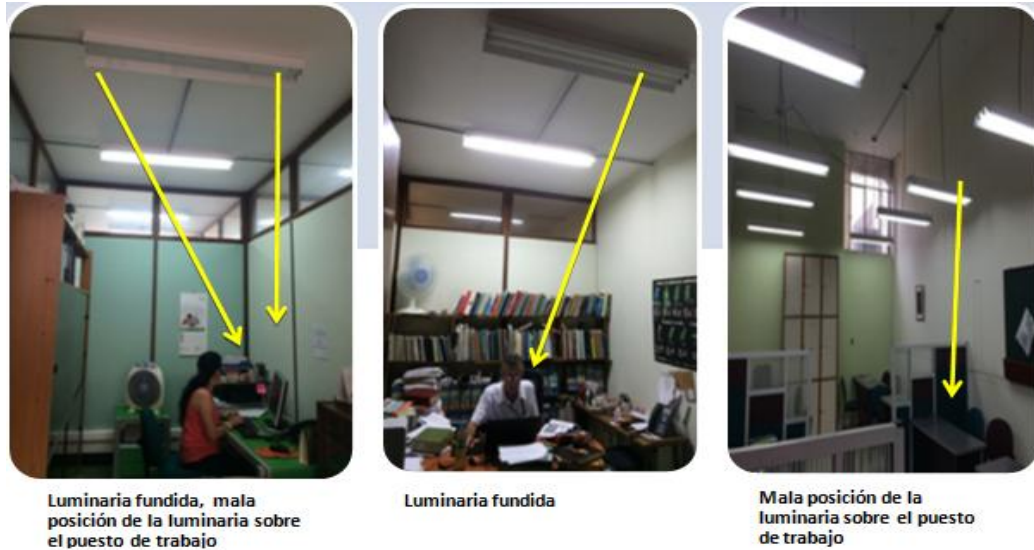 Luminaria fundida, mala
posición de la luminaria sobre
el puesto de trabajo
Luminaria fundida
Mala posición de la
luminaria sobre el puesto
de trabajo